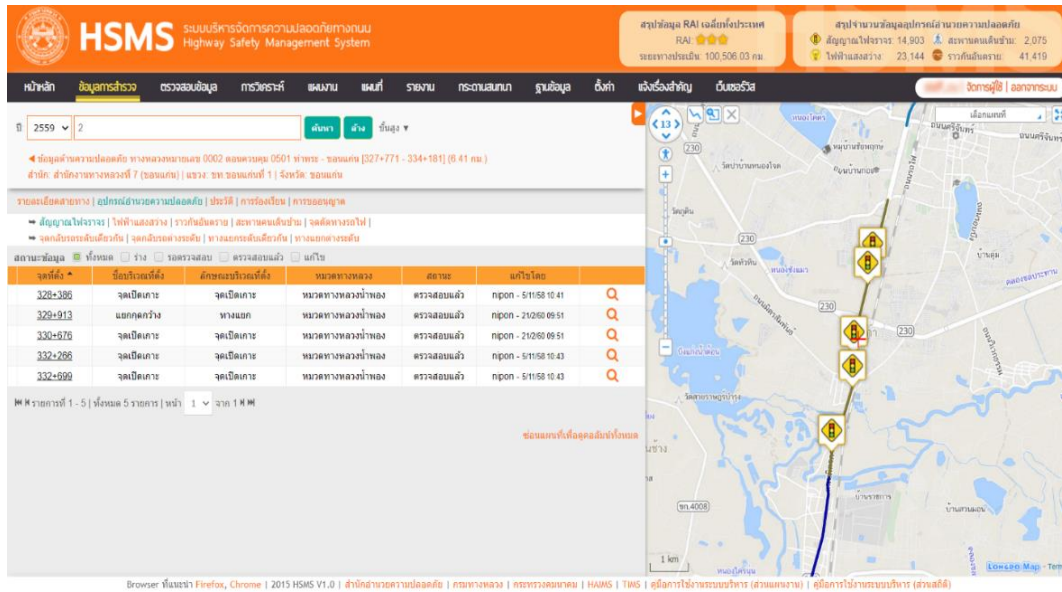 HSMS ระบบบริหารจัดการความปลอดภัยทางถนน
Highway Safety Management System
สรุปข้อมูล RAI เฉลี่ยทั้งประเทศ
RAI:
ระยะทางประเมิน: 100,506.03 กม.
สรุปจำนวนข้อมูลอุปกรณ์อำนวยความปลอดภัย
สัญญาณไฟจราจร: 14,903 สะพานคนเดินข้าม: 2,075
ไฟฟ้าแสงสว่าง: 23,144 ราวกันอันตราย: 41,419
หน้าหลัก ข้อมูลการสำรวจ ตรวจสอบข้อมูล การวิเคราะห์ แผนงาน แผนที่ รายงาน กระดานสนทนา ฐานข้อมูล ตั้งค่า แจ้งเรื่องสำคัญ เว็บเซอร์วิส
จัดการผู้ใช้ | ออกจากระบบ
ปี: 2559 2 ค้นหา ล้าง ขั้นสูง ▼
ข้อมูลด้านความปลอดภัย ทางหลวงหมายเลข 0002 ตอนควบคุม 0501 ท่าพระ - ขอนแก่น [327+771 - 334+181] (6.41 กม.)
สำนัก: สำนักงานทางหลวงที่ 7 (ขอนแก่น) | แขวง: ขท.ขอนแก่นที่ 1 | จังหวัด: ขอนแก่น
รายละเอียดสายทาง | อุปกรณ์อำนวยความปลอดภัย | ประวัติ | การร้องเรียน | การขออนุญาต
➡ สัญญาณไฟจราจร | ไฟฟ้าแสงสว่าง | ราวกันอันตราย | สะพานคนเดินข้าม | จุดตัดทางรถไฟ |
➡ จุดกลับรถระดับเดียวกัน | จุดกลับรถต่างระดับ | ทางแยกระดับเดียวกัน | ทางแยกต่างระดับ
สถานะข้อมูล ทั้งหมด ร่าง รอตรวจสอบ ตรวจสอบแล้ว แก้ไข
จุดที่ตั้ง ชื่อบริเวณที่ตั้ง ลักษณะบริเวณที่ตั้ง หมวดทางหลวง สถานะ แก้ไขโดย
328+386 จุดเปิดเกาะ จุดเปิดเกาะ หมวดทางหลวงน้ำพอง ตรวจสอบแล้ว nipon - 5/11/58 10:41
329+913 แยกกุดกว้าง ทางแยก หมวดทางหลวงน้ำพอง ตรวจสอบแล้ว nipon - 21/2/60 09:51
330+676 จุดเปิดเกาะ จุดเปิดเกาะ หมวดทางหลวงน้ำพอง ตรวจสอบแล้ว nipon - 21/2/60 09:51
332+266 จุดเปิดเกาะ จุดเปิดเกาะ หมวดทางหลวงน้ำพอง ตรวจสอบแล้ว nipon - 5/11/58 10:43
332+699 จุดเปิดเกาะ จุดเปิดเกาะ หมวดทางหลวงน้ำพอง ตรวจสอบแล้ว nipon - 5/11/58 10:43
รายการที่ 1 - 5 | ทั้งหมด 5 รายการ | หน้า 1 จาก 1
ซ่อนแผนที่เพื่อดูคอลัมน์ทั้งหมด
13
เลือกแผนที่
230
230
230
230
ขก.4008
1 km
Longdo Map
Browser ที่แนะนำ Firefox, Chrome | 2015 HSMS V1.0 | สำนักอำนวยความปลอดภัย | กรมทางหลวง | กระทรวงคมนาคม | HAIMS | TIMS | คู่มือการใช้งานระบบบริหาร (ส่วนแผนงาน) | คู่มือการใช้งานระบบบริหาร (ส่วนสถิติ)